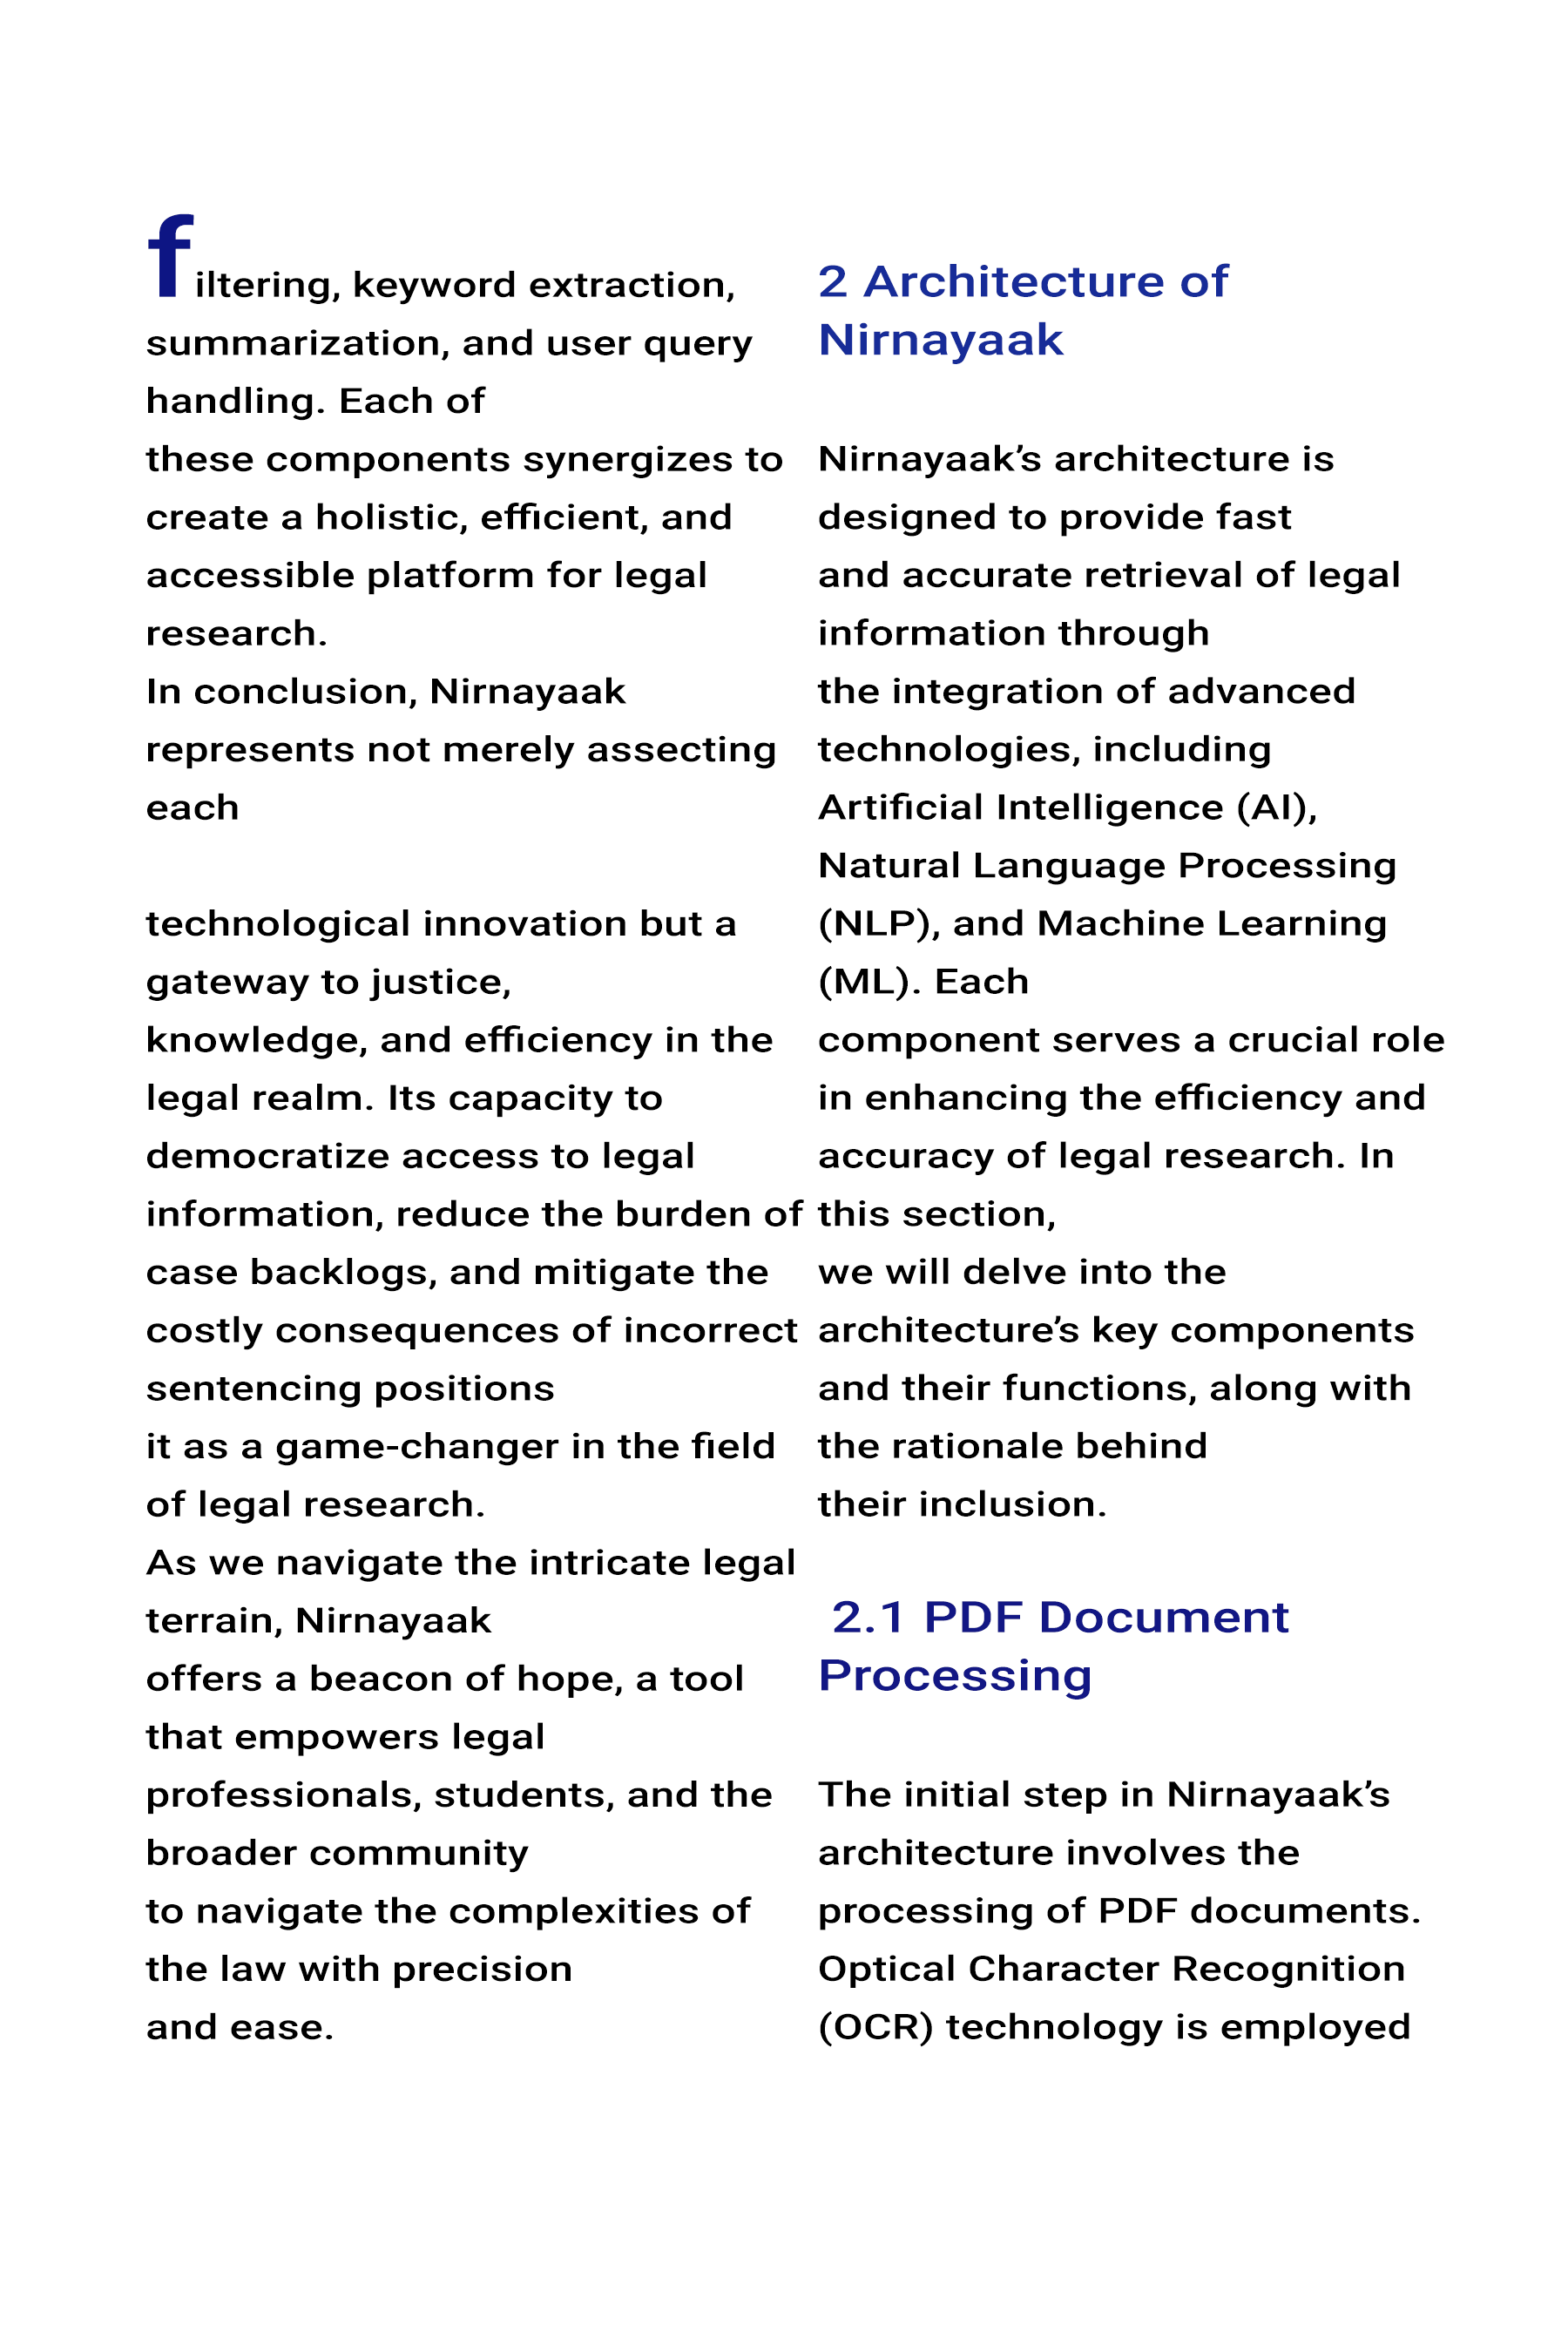 filtering, keyword extraction,
summarization, and user query
handling. Each of
these components synergizes to
create a holistic, efficient, and
accessible platform for legal
research.
In conclusion, Nirnayaak
represents not merely assecting
each
technological innovation but a
gateway to justice,
knowledge, and efficiency in the
legal realm. Its capacity to
democratize access to legal
information, reduce the burden of
case backlogs, and mitigate the
costly consequences of incorrect
sentencing positions
it as a game-changer in the field
of legal research.
As we navigate the intricate legal
terrain, Nirnayaak
offers a beacon of hope, a tool
that empowers legal
professionals, students, and the
broader community
to navigate the complexities of
the law with precision
and ease.
2 Architecture of
Nirnayaak
Nirnayaak’s architecture is
designed to provide fast
and accurate retrieval of legal
information through
the integration of advanced
technologies, including
Artificial Intelligence (AI),
Natural Language Processing
(NLP), and Machine Learning
(ML). Each
component serves a crucial role
in enhancing the efficiency and
accuracy of legal research. In
this section,
we will delve into the
architecture’s key components
and their functions, along with
the rationale behind
their inclusion.
2.1 PDF Document
Processing
The initial step in Nirnayaak’s
architecture involves the
processing of PDF documents.
Optical Character Recognition
(OCR) technology is employed